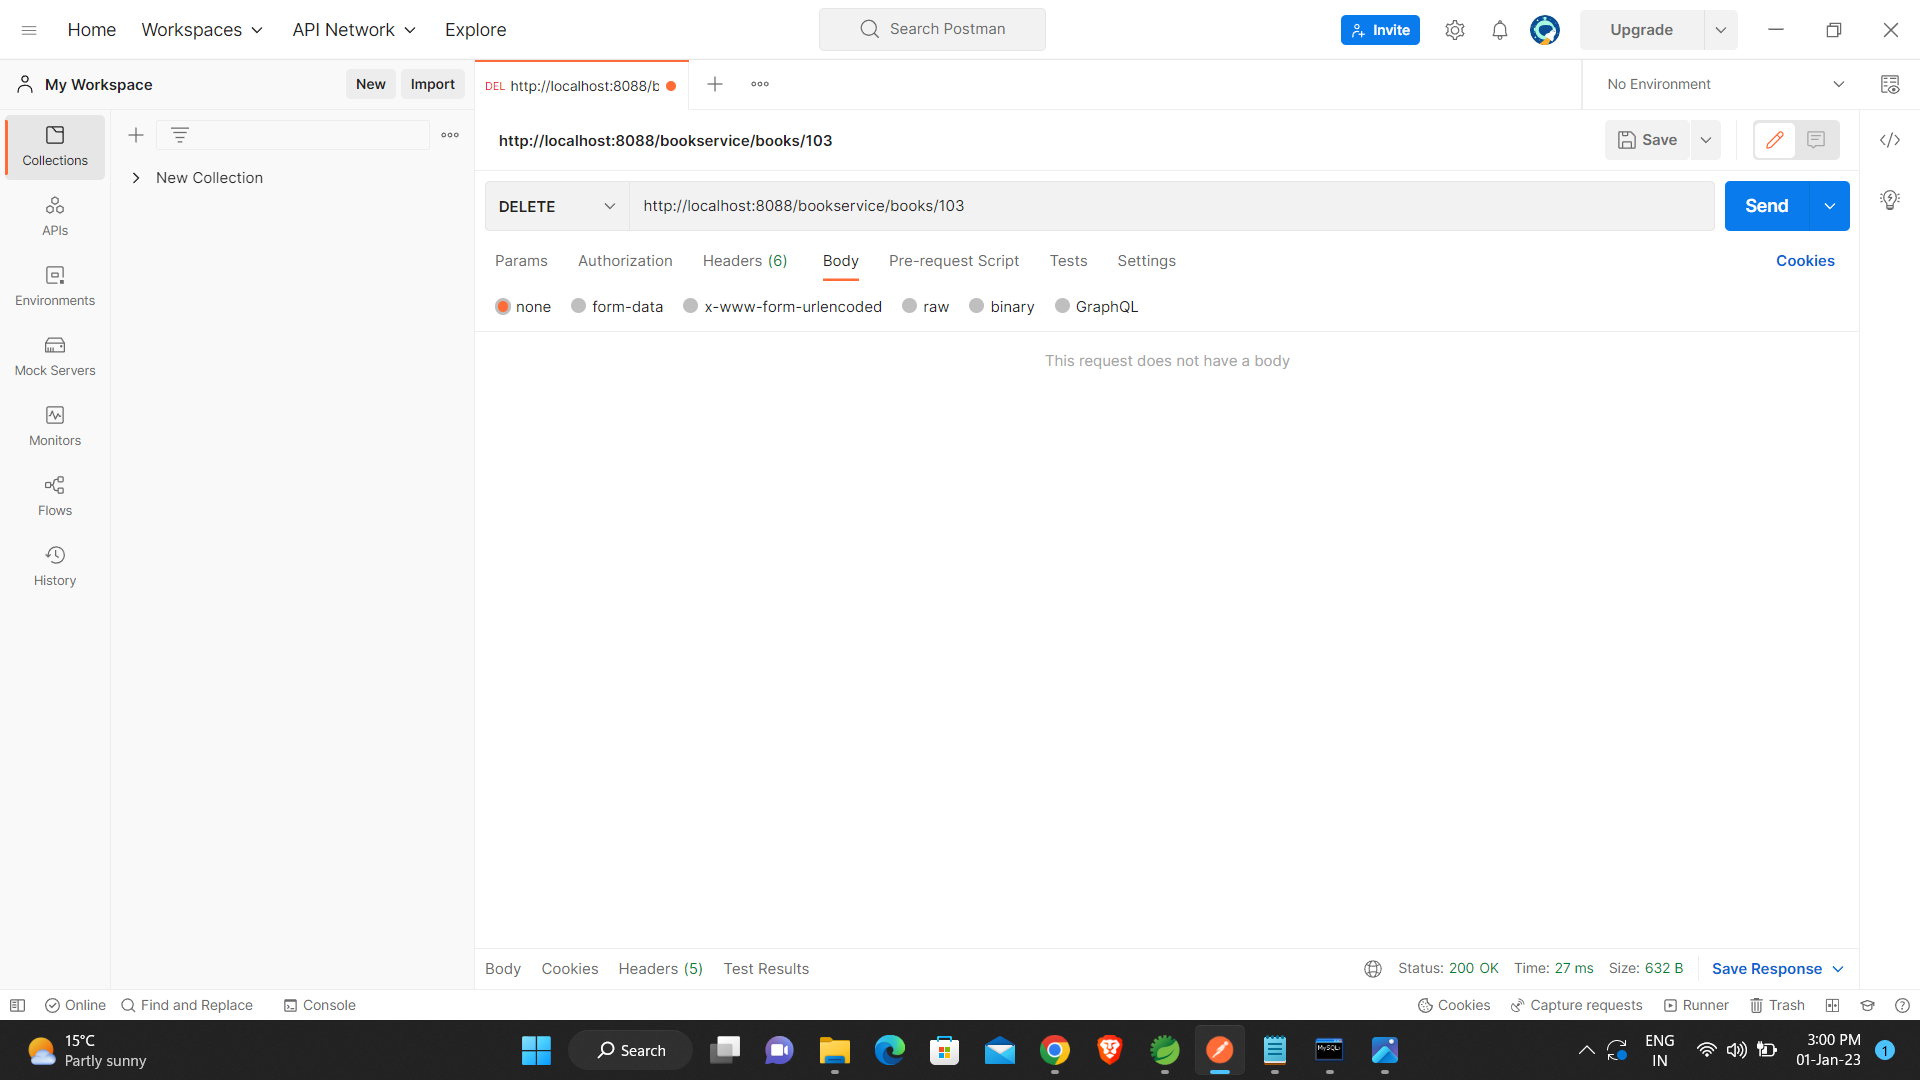 Home
Workspaces
API Network
Explore
Search Postman
Invite
Upgrade
My Workspace
New
Import
DEL http://localhost:8088/b
No Environment
Collections
New Collection
APIs
Environments
Mock Servers
Monitors
Flows
History
http://localhost:8088/bookservice/books/103
Save
DELETE
http://localhost:8088/bookservice/books/103
Send
Params
Authorization
Headers (6)
Body
Pre-request Script
Tests
Settings
Cookies
none
form-data
x-www-form-urlencoded
raw
binary
GraphQL
This request does not have a body
Body
Cookies
Headers (5)
Test Results
Status: 200 OK
Time: 27 ms
Size: 632 B
Save Response
Online
Find and Replace
Console
Cookies
Capture requests
Runner
Trash
15°C
Partly sunny
Search
MySQL
ENG
IN
3:00 PM
01-Jan-23
1